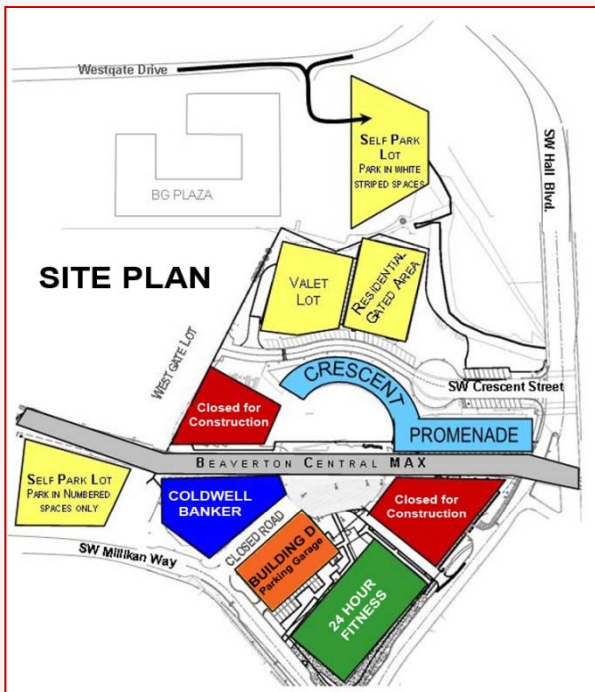 Westgate Drive
SELF PARK
LOT
PARK IN WHITE
STRIPED SPACES
SW Hall Blvd.
BG PLAZA
SITE PLAN
VALET
LOT
RESIDENTIAL
GATED AREA
WESTGATE LOT
CRESCENT
SW Crescent Street
Closed for
Construction
PROMENADE
BEAVERTON CENTRAL MAX
SELF PARK LOT
PARK IN NUMBERED
SPACES ONLY
COLDWELL
BANKER
Closed for
Construction
CLOSED ROAD
SW Millikan Way
BUILDING D
Parking Garage
24 HOUR
FITNESS